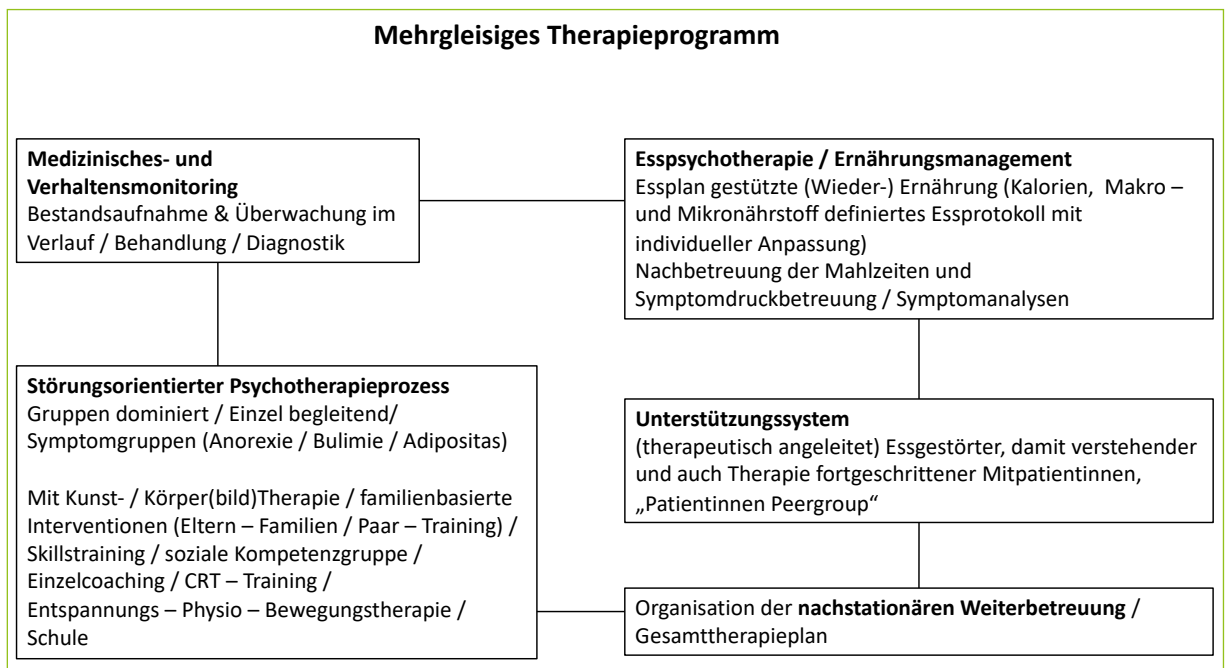 Mehrgleisiges Therapieprogramm
Medizinisches- und
Verhaltensmonitoring
Bestandsaufnahme & Überwachung im
Verlauf / Behandlung / Diagnostik
Esspsychotherapie / Ernährungsmanagement
Essplan gestützte (Wieder-) Ernährung (Kalorien, Makro –
und Mikronährstoff definiertes Essprotokoll mit
individueller Anpassung)
Nachbetreuung der Mahlzeiten und
Symptomdruckbetreuung / Symptomanalysen
Störungsorientierter Psychotherapieprozess
Gruppen dominiert / Einzel begleitend/
Symptomgruppen (Anorexie / Bulimie / Adipositas)
Mit Kunst- / Körper(bild)Therapie / familienbasierte
Interventionen (Eltern – Familien / Paar – Training) /
Skillstraining / soziale Kompetenzgruppe /
Einzelcoaching / CRT – Training /
Entspannungs – Physio – Bewegungstherapie /
Schule
Unterstützungssystem
(therapeutisch angeleitet) Essgestörter, damit verstehender
und auch Therapie fortgeschrittener Mitpatientinnen,
„Patientinnen Peergroup“
Organisation der nachstationären Weiterbetreuung /
Gesamttherapieplan